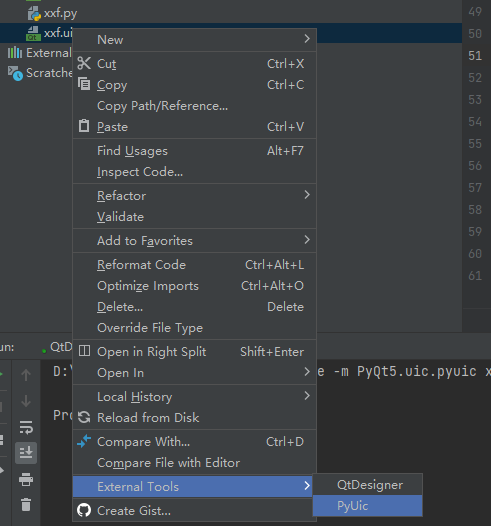 xxf.py
xxf.ui
External
Scratche
New
Cut Ctrl+X
Copy Ctrl+C
Copy Path/Reference...
Paste Ctrl+V
Find Usages Alt+F7
Inspect Code...
Refactor
Validate
Add to Favorites
Reformat Code Ctrl+Alt+L
Optimize Imports Ctrl+Alt+O
Delete... Delete
Override File Type
Open in Right Split Shift+Enter
Open In
Local History
Reload from Disk
Compare With... Ctrl+D
Compare File with Editor
External Tools
Create Gist...
QtDesigner
PyUic
49
50
51
52
53
54
55
56
57
58
59
60
61
un: QtD
D:\ e -m PyQt5.uic.pyuic x
Pro